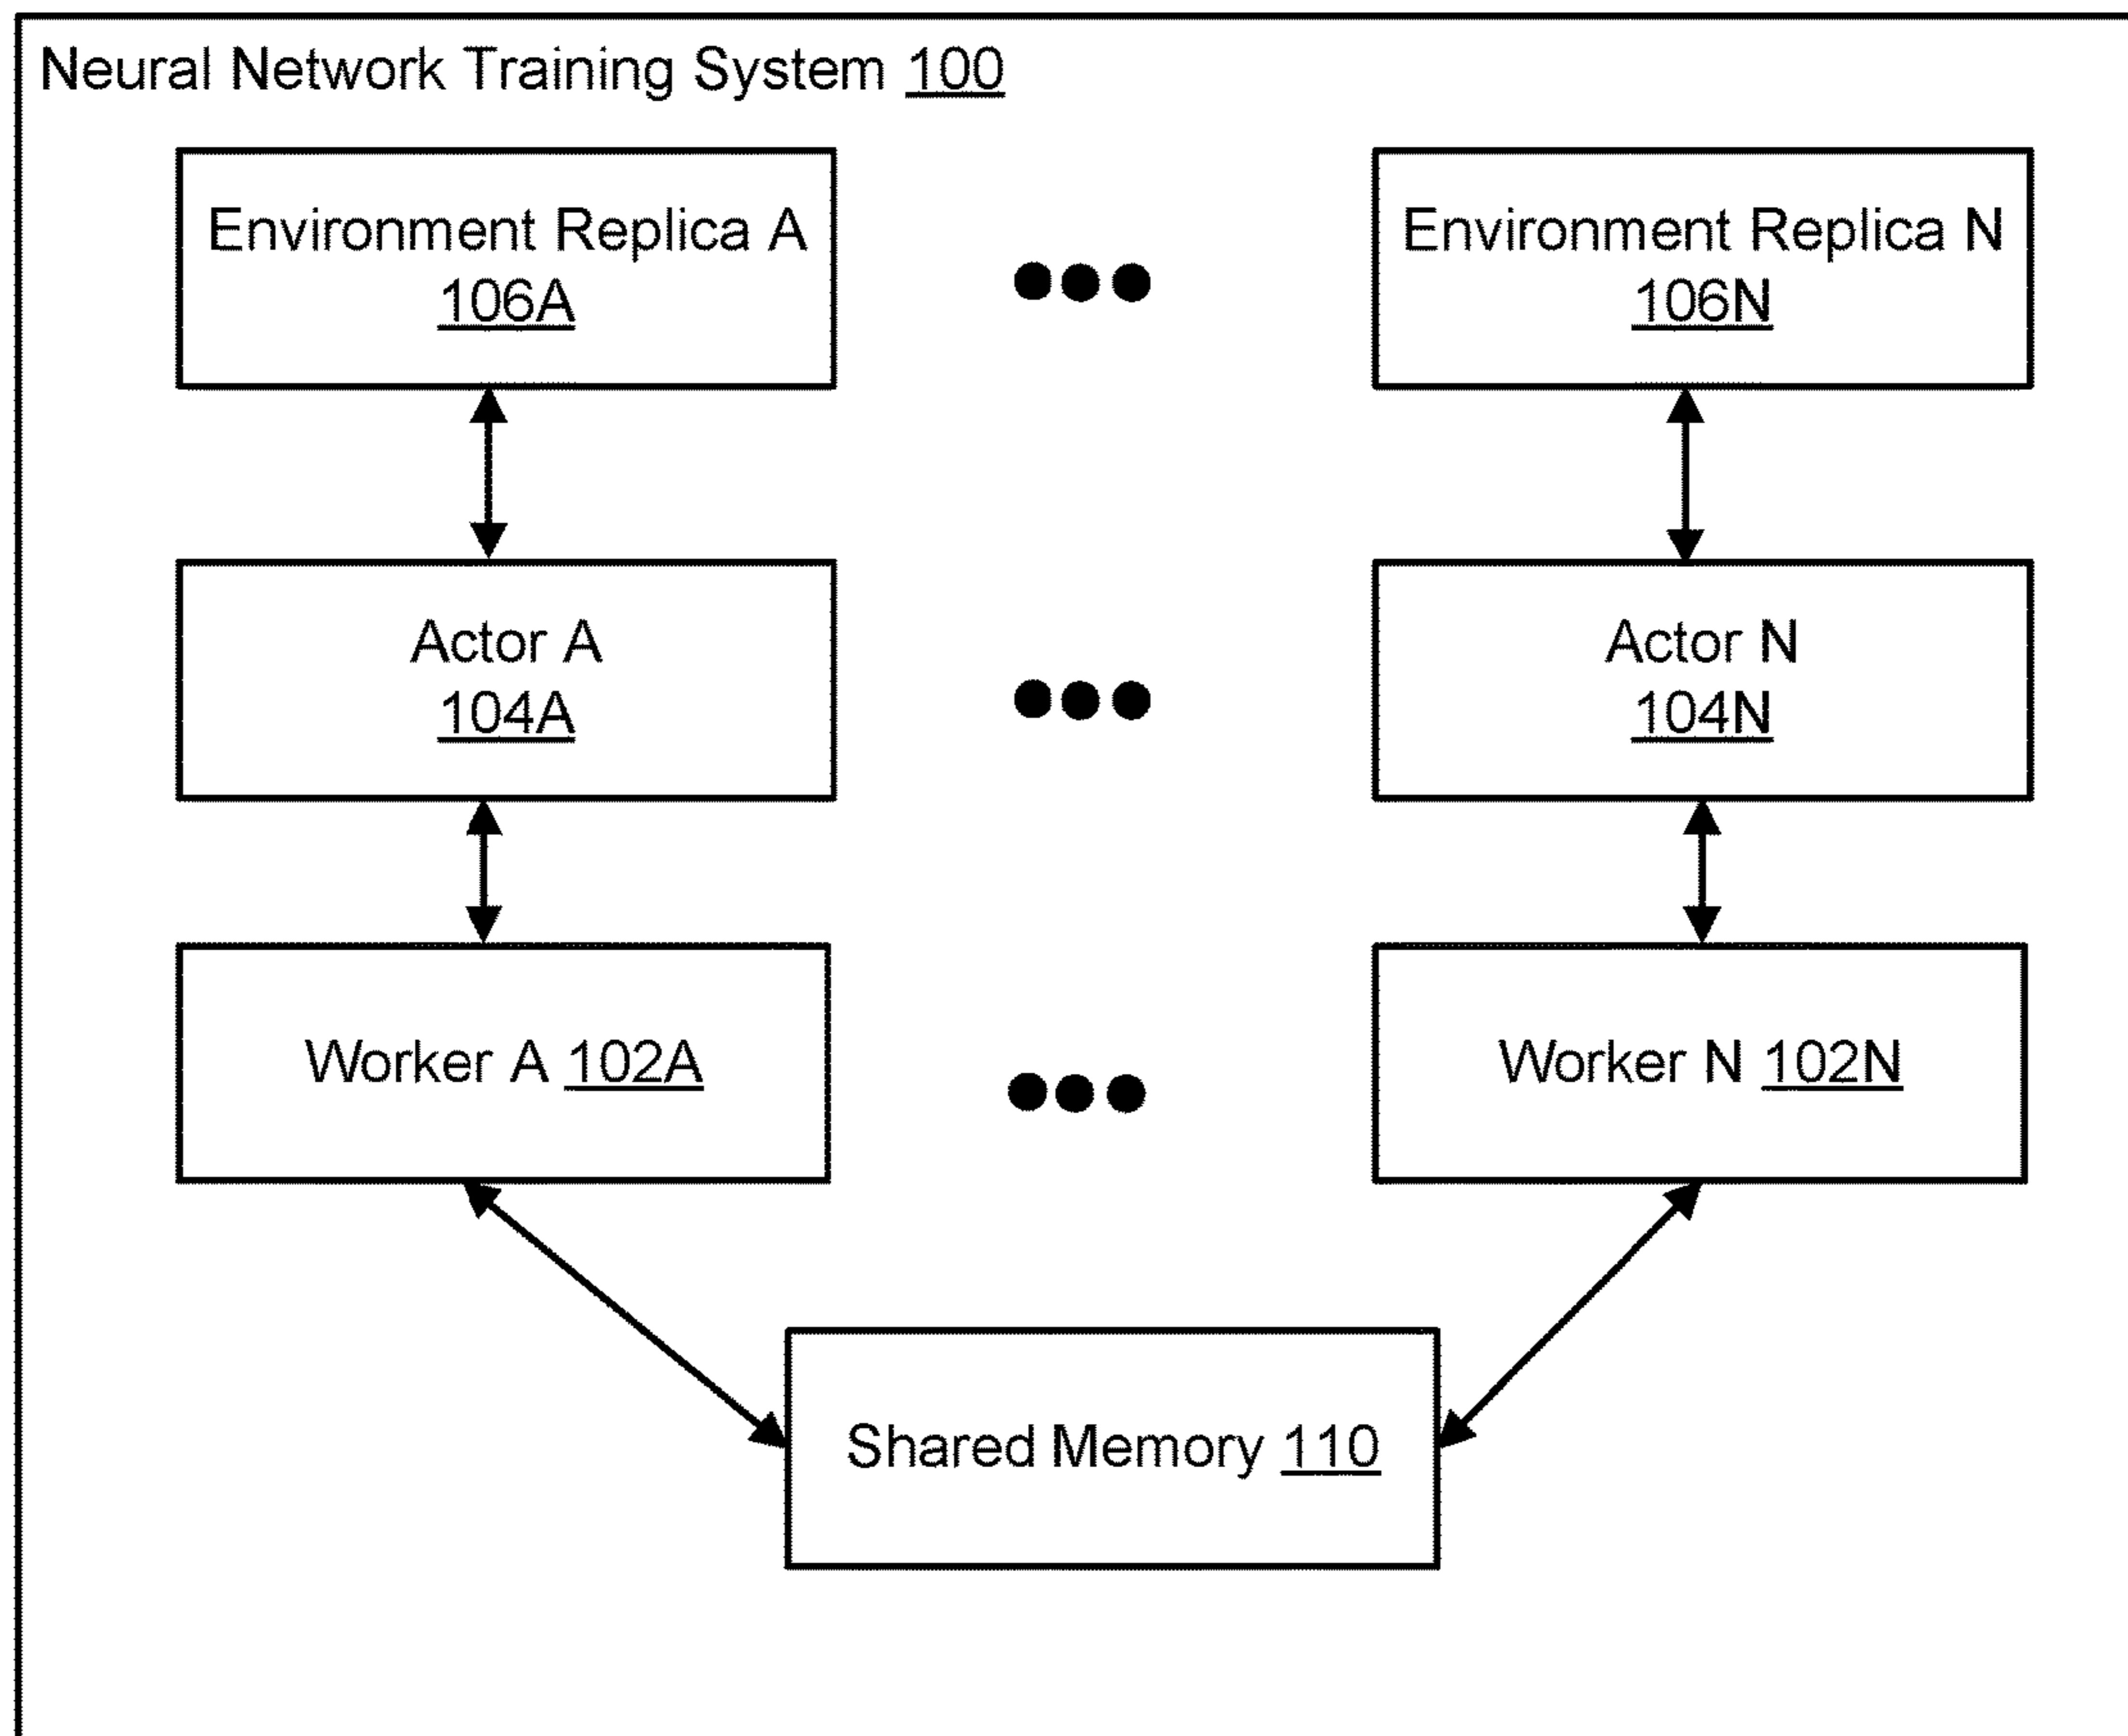 Neural Network Training System 100
Environment Replica A
106A
Environment Replica N
106N
Actor A
104A
Actor N
104N
Worker A 102A
Worker N 102N
Shared Memory 110